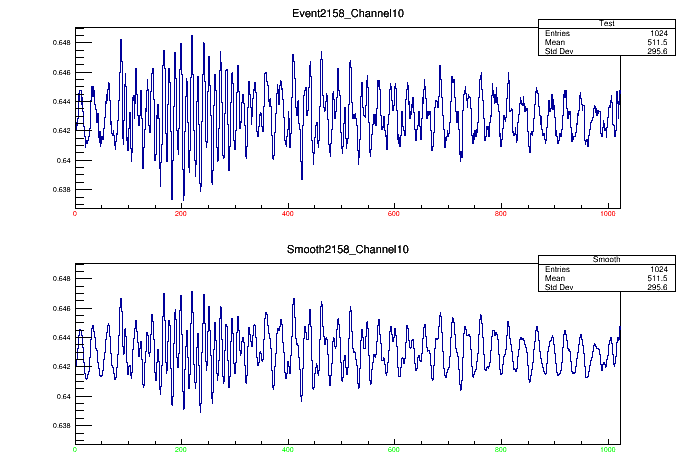 Event2158_Channel10
Test
Entries 1024
Mean 511.5
Std Dev 295.6
0.648
0.646
0.644
0.642
0.64
0.638
0 200 400 600 800 1000
Smooth2158_Channel10
Smooth
Entries 1024
Mean 511.5
Std Dev 295.6
0.648
0.646
0.644
0.642
0.64
0.638
0 200 400 600 800 1000